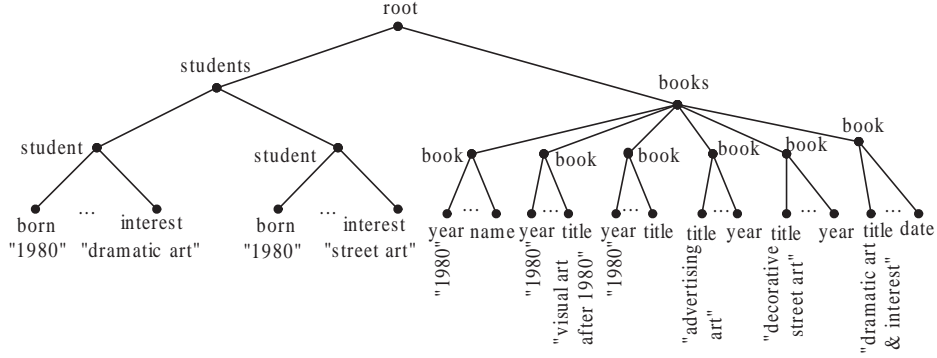 root
students
books
student
student
book
book
book
book
book
book
born ... interest
"1980" "dramatic art"
born ... interest
"1980" "street art"
year ... name
"1980"
year ... title
"1980"
"visual art
after 1980"
year ... title
"1980"
title ... year
"advertising
art"
title ... year
"decorative
street art"
title ... date
"dramatic art
& interest"